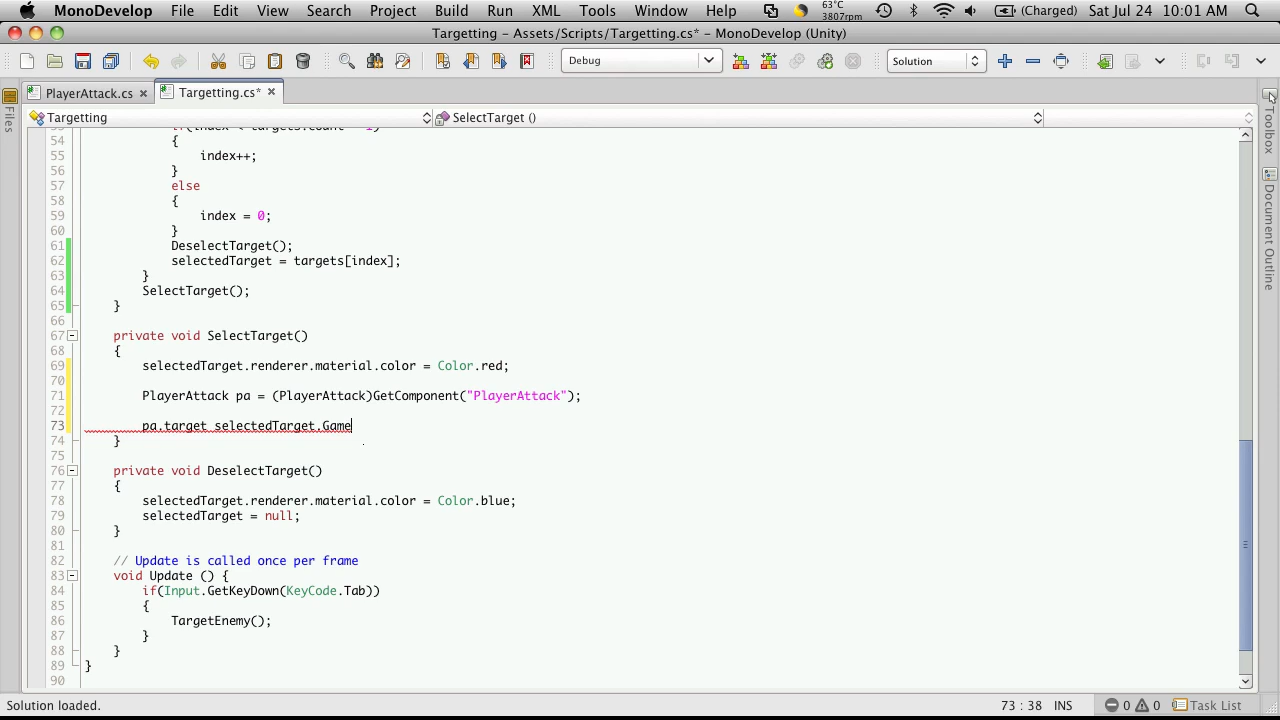 MonoDevelop File Edit View Search Project Build Run XML Tools Window Help 63°C 3807rpm (Charged) Sat Jul 24 10:01 AM
Targetting - Assets/Scripts/Targetting.cs* - MonoDevelop (Unity)
Debug Solution
PlayerAttack.cs Targetting.cs*
Targetting SelectTarget ()
Files
Toolbox
Document Outline
54 {
55 index++;
56 }
57 else
58 {
59 index = 0;
60 }
61 DeselectTarget();
62 selectedTarget = targets[index];
63 }
64 SelectTarget();
65 }
66
67 private void SelectTarget()
68 {
69 selectedTarget.renderer.material.color = Color.red;
70
71 PlayerAttack pa = (PlayerAttack)GetComponent("PlayerAttack");
72
73 pa.target selectedTarget.Game
74 }
75
76 private void DeselectTarget()
77 {
78 selectedTarget.renderer.material.color = Color.blue;
79 selectedTarget = null;
80 }
81
82 // Update is called once per frame
83 void Update () {
84 if(Input.GetKeyDown(KeyCode.Tab))
85 {
86 TargetEnemy();
87 }
88 }
89 }
90
Solution loaded. 73 : 38 INS 0 0 Task List